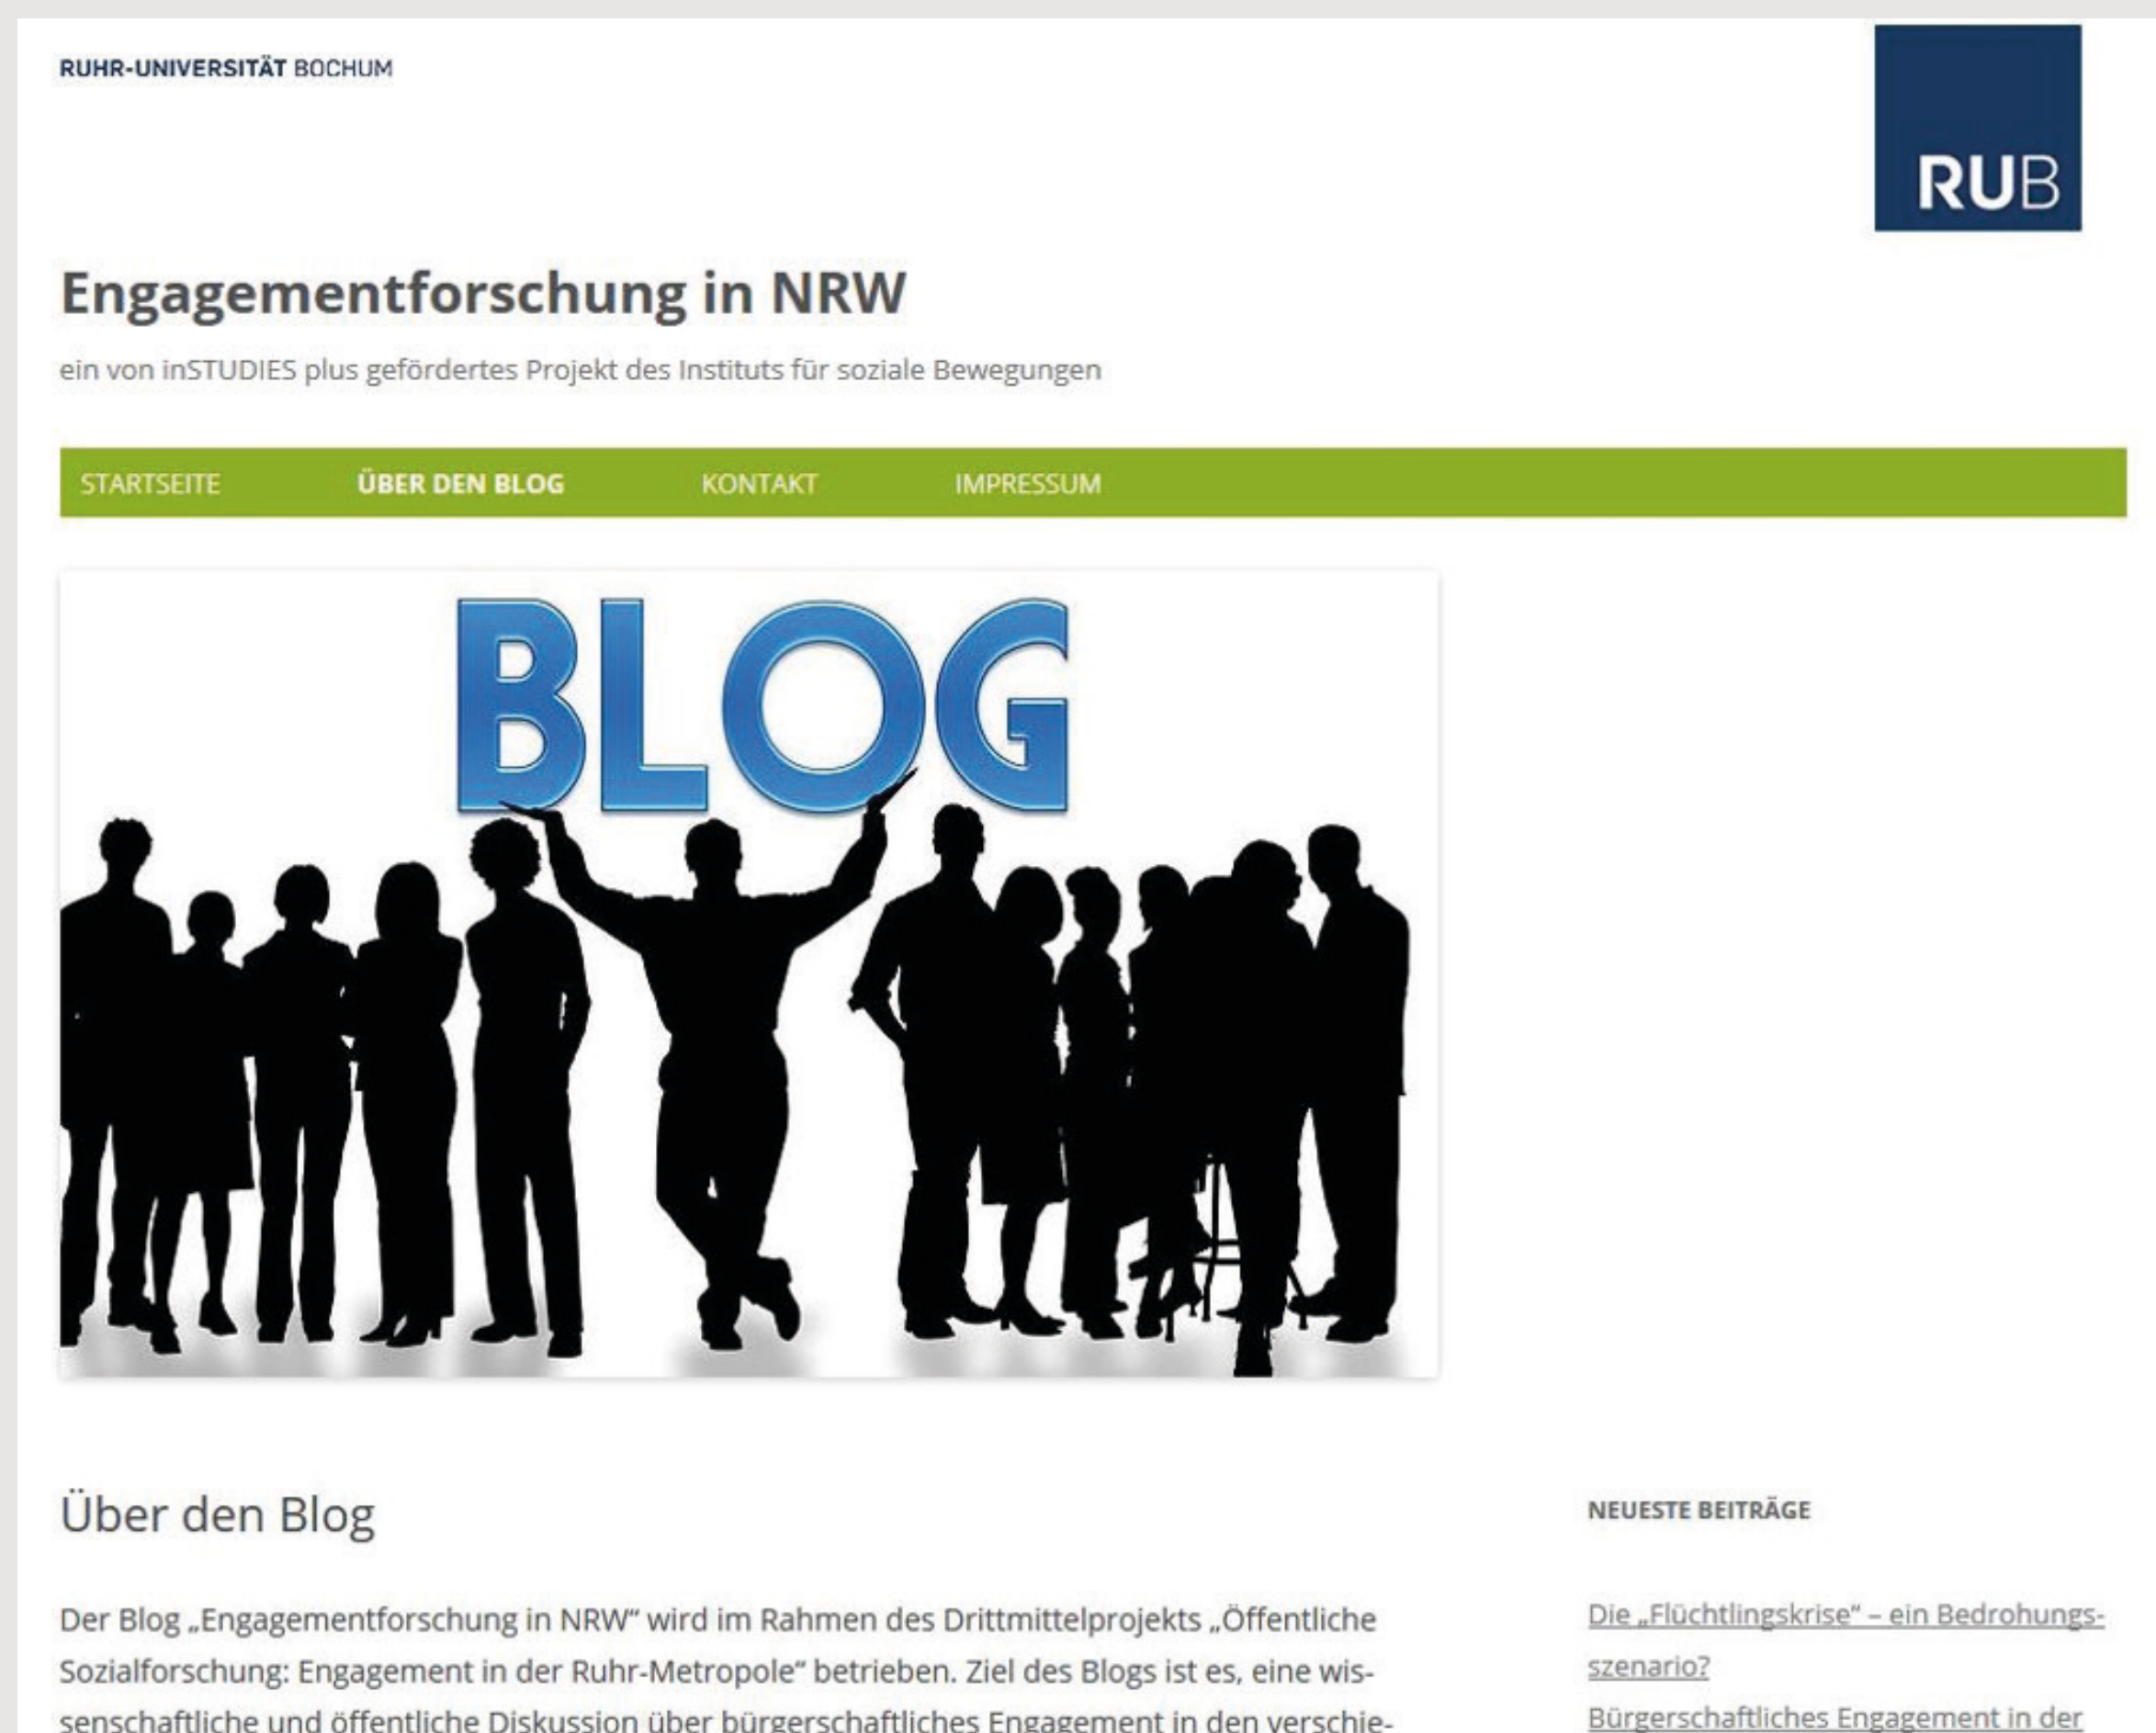 RUHR-UNIVERSITÄT BOCHUM
RUB
Engagementforschung in NRW
ein von inSTUDIES plus gefördertes Projekt des Instituts für soziale Bewegungen
STARTSEITE ÜBER DEN BLOG KONTAKT IMPRESSUM
BLOG
Über den Blog
Der Blog „Engagementforschung in NRW“ wird im Rahmen des Drittmittelprojekts „Öffentliche
Sozialforschung: Engagement in der Ruhr-Metropole“ betrieben. Ziel des Blogs ist es, eine wis-
senschaftliche und öffentliche Diskussion über bürgerschaftliches Engagement in den verschie-
NEUESTE BEITRÄGE
Die „Flüchtlingskrise“ – ein Bedrohungs-
szenario?
Bürgerschaftliches Engagement in der